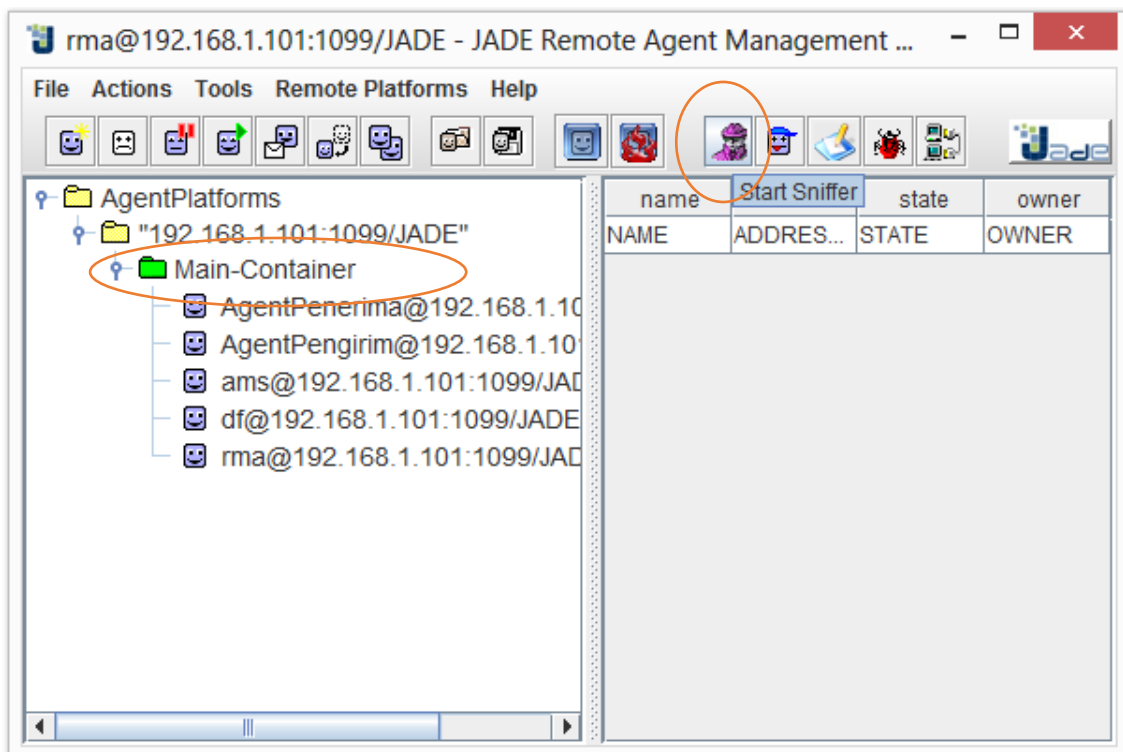 rma@192.168.1.101:1099/JADE - JADE Remote Agent Management ...
File Actions Tools Remote Platforms Help
Jade
AgentPlatforms
"192.168.1.101:1099/JADE"
Main-Container
AgentPenerima@192.168.1.10
AgentPengirim@192.168.1.10
ams@192.168.1.101:1099/JAD
df@192.168.1.101:1099/JADE
rma@192.168.1.101:1099/JAD
name Start Sniffer state owner
NAME ADDRES... STATE OWNER